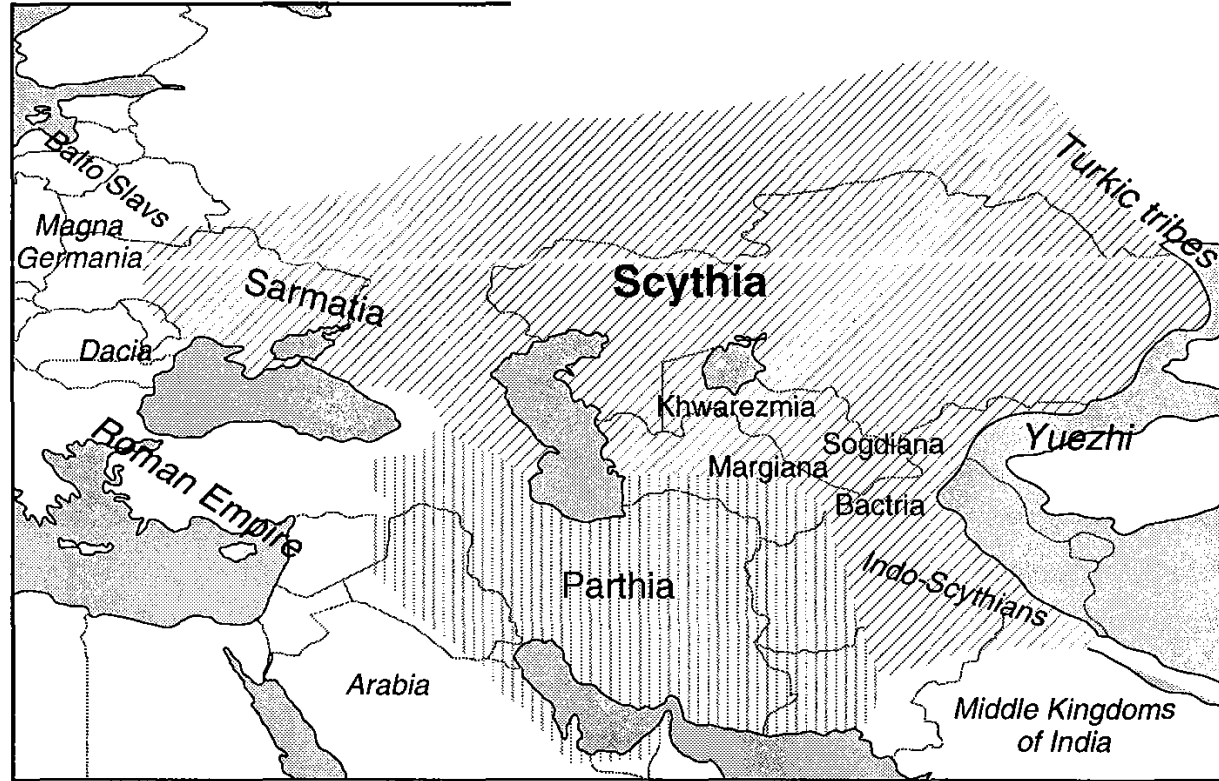 Balto Slavs
Turkic tribes
Magna
Germania
Scythia
Sarmatia
Dacia
Khwarezmia
Roman Empire
Sogdiana
Yuezhi
Margiana
Bactria
Indo-Scythians
Parthia
Arabia
Middle Kingdoms
of India